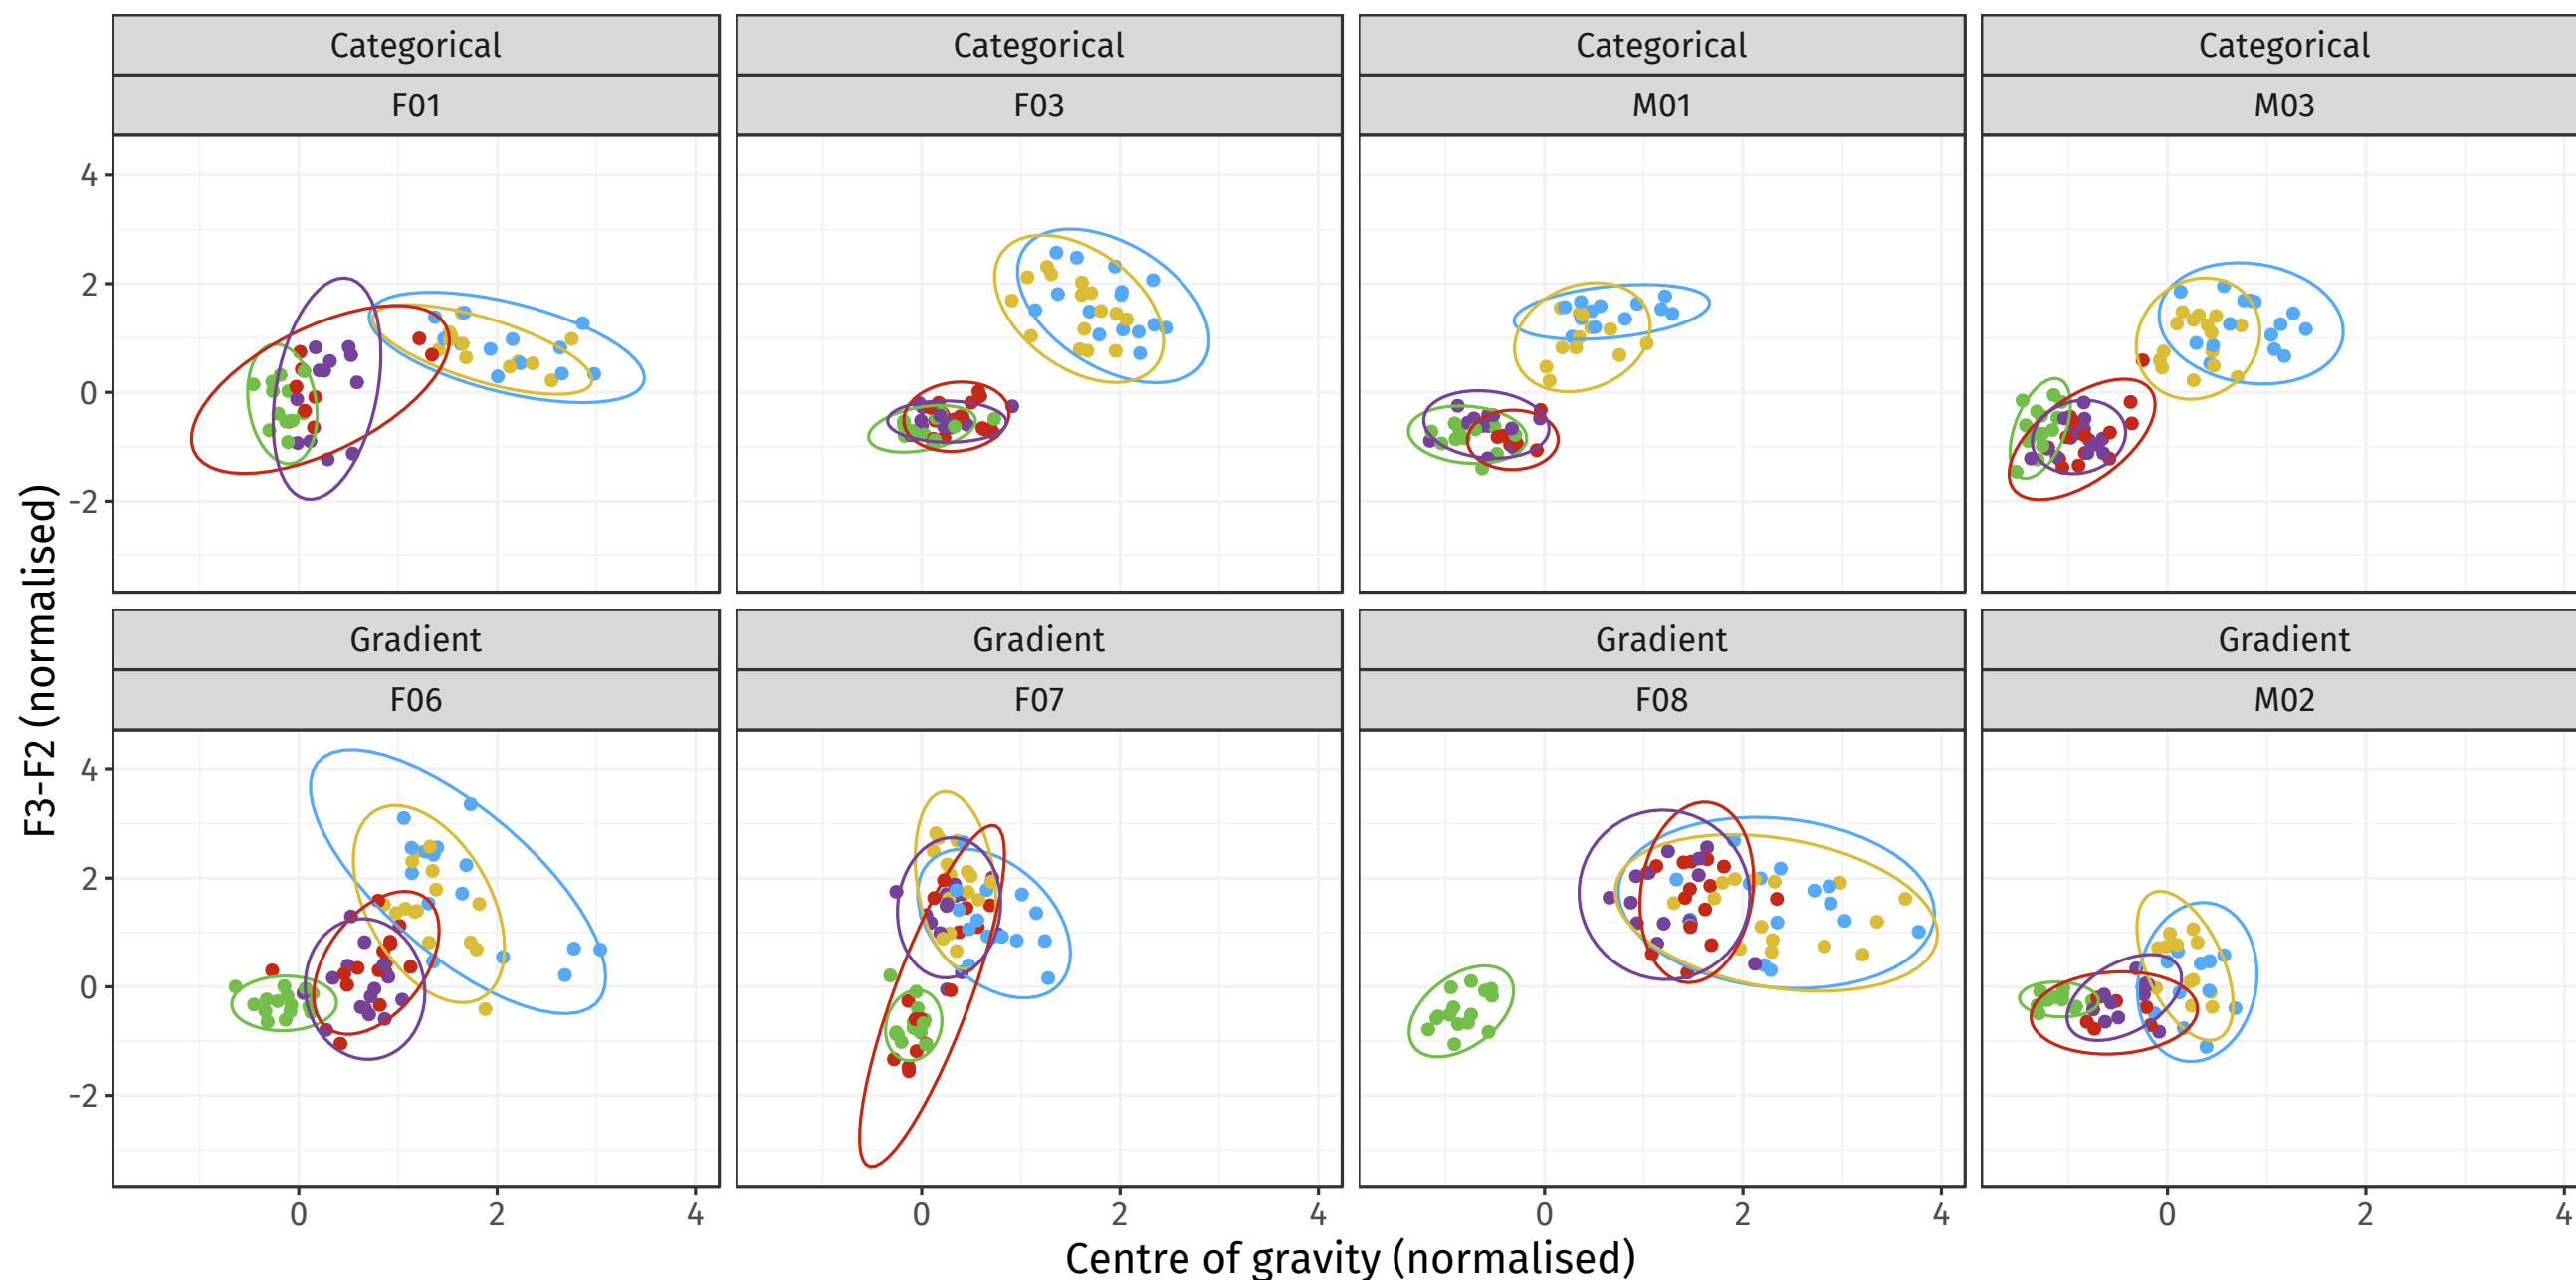 Categorical Categorical Categorical Categorical
F01 F03 M01 M03
4
2
0
-2
Gradient Gradient Gradient Gradient
F06 F07 F08 M02
4
2
0
-2
0 2 4 0 2 4 0 2 4 0 2 4
F3-F2 (normalised)
Centre of gravity (normalised)